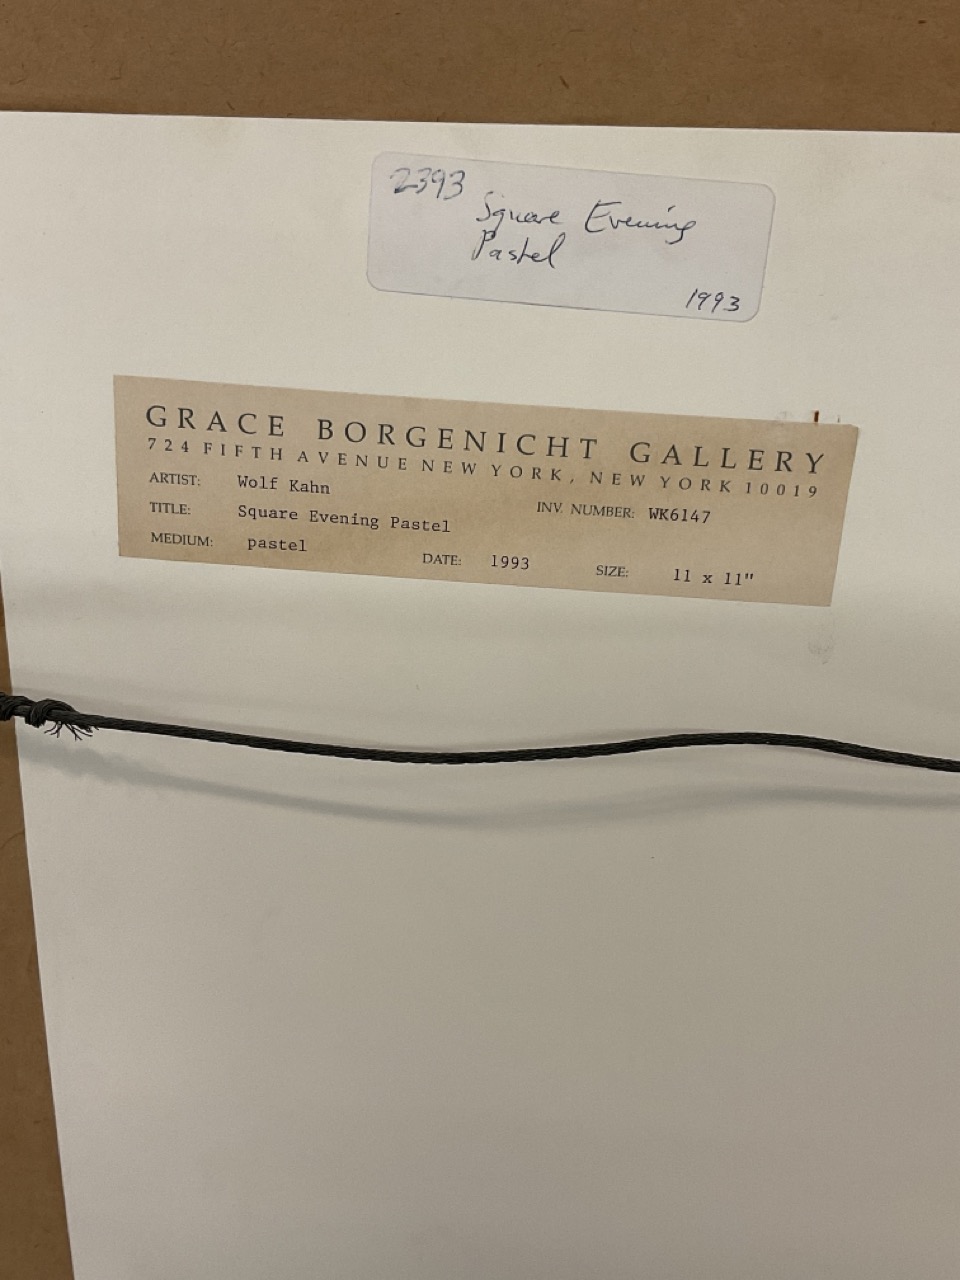 2393
Square Evening
Pastel
1993
GRACE BORGENICHT GALLERY
724 FIFTH AVENUE NEW YORK, NEW YORK 10019
ARTIST: Wolf Kahn
INV. NUMBER: WK6147
TITLE: Square Evening Pastel
MEDIUM: pastel DATE: 1993 SIZE: 11 x 11"